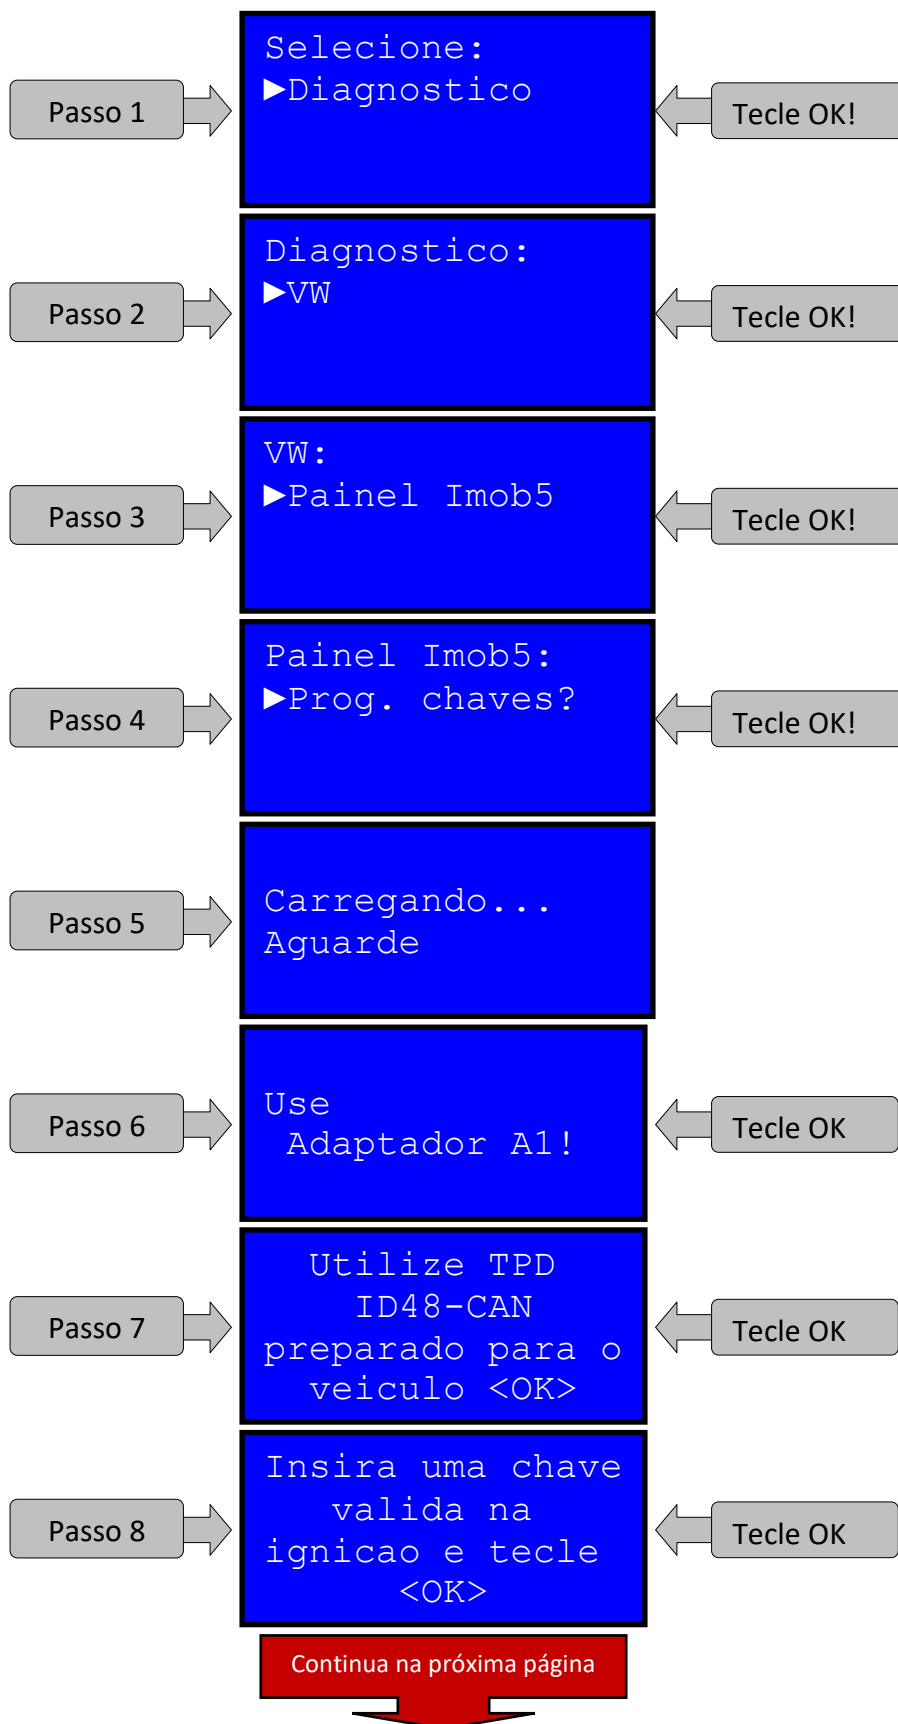 Selecione:
►Diagnostico
Passo 1
Tecle OK!
Diagnostico:
►VW
Passo 2
Tecle OK!
VW:
►Painel Imob5
Passo 3
Tecle OK!
Painel Imob5:
►Prog. chaves?
Passo 4
Tecle OK!
Carregando...
Aguarde
Passo 5
Use
Adaptador A1!
Passo 6
Tecle OK
Utilize TPD
ID48-CAN
preparado para o
veiculo <OK>
Passo 7
Tecle OK
Insira uma chave
valida na
ignicao e tecle
<OK>
Passo 8
Tecle OK
Continua na próxima página